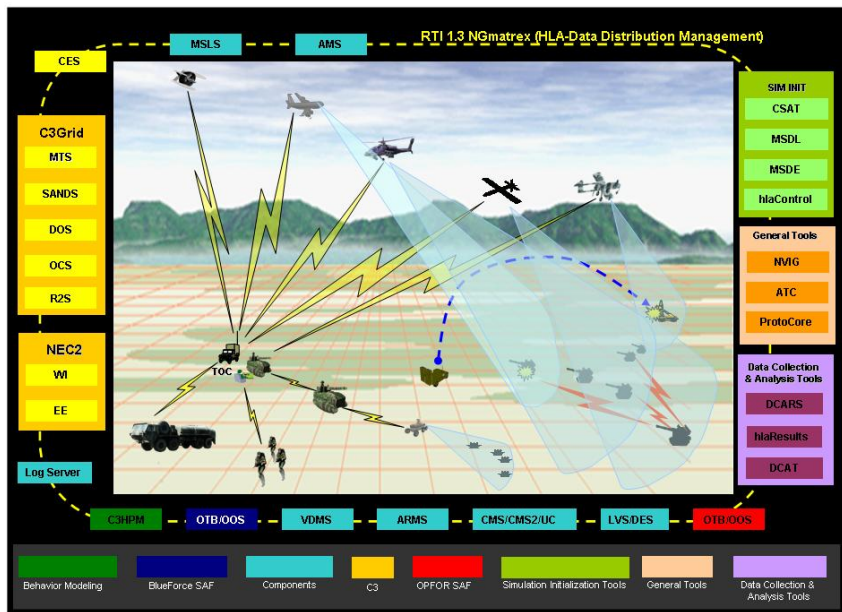 MSLS
AMS
RTI 1.3 NGmatrex (HLA-Data Distribution Management)
CES
C3Grid
MTS
SANDS
DOS
OCS
R2S
NEC2
WI
EE
Log Server
TOC
SIM INIT
CSAT
MSDL
MSDE
hlaControl
General Tools
NVIG
ATC
ProtoCore
Data Collection
& Analysis Tools
DCARS
hlaResults
DCAT
C3HPM
OTB/OOS
VDMS
ARMS
CMS/CMS2/UC
LVS/DES
OTB/OOS
Behavior Modeling
BlueForce SAF
Components
C3
OPFOR SAF
Simulation Initialization Tools
General Tools
Data Collection &
Analysis Tools